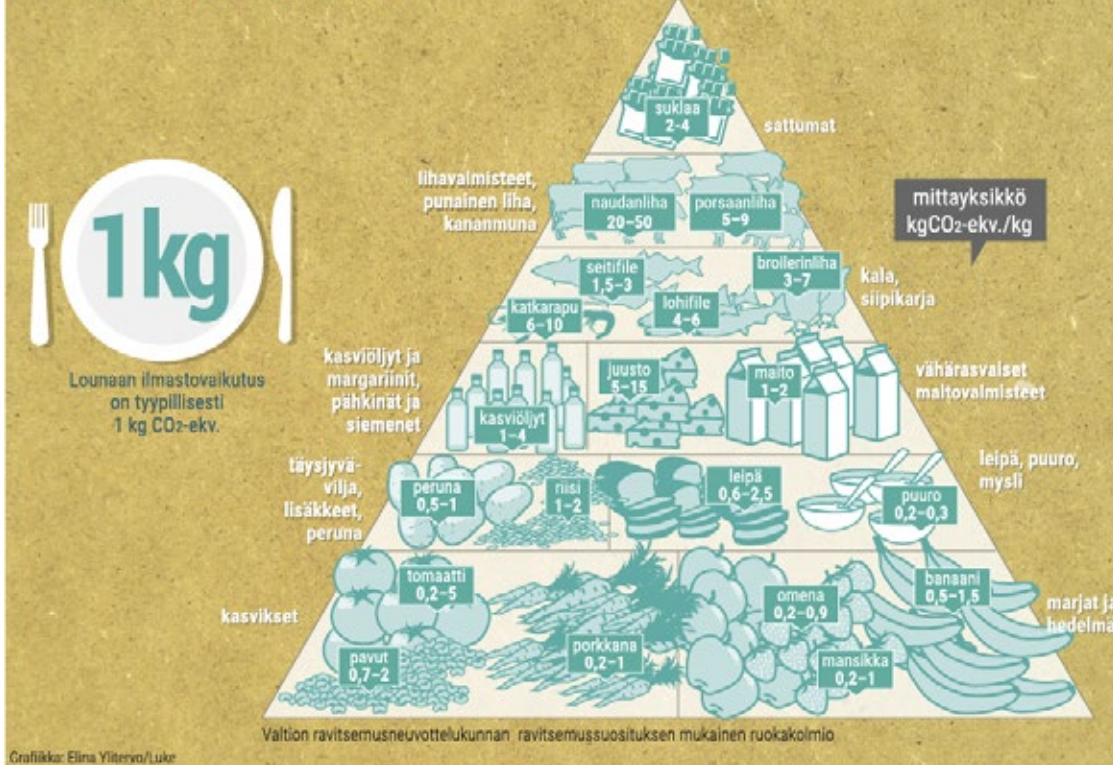 suklaa
2-4
sattumat
lihavalmisteet,
punainen liha,
kananmuna
naudanliha
20–50
porsaanliha
5–9
mittayksikkö
kgCO₂-ekv./kg
1kg
Lounaan ilmastovaikutus
on tyypillisesti
1 kg CO₂-ekv.
seitifile
1,5–3
broilerinliha
3–7
katkarapu
6–10
lohifile
4–6
kala,
siipikarja
kasviöljyt ja
margariinit,
pähkinät ja
siemenet
kasviöljyt
1–4
juusto
5–15
maito
1–2
vähärasvaiset
maitovalmisteet
täysjyvä-
vilja,
lisäkkeet,
peruna
peruna
0,5–1
riisi
1–2
leipä
0,6–2,5
puuro
0,2–0,3
leipä, puuro,
mysli
kasvikset
tomaatti
0,2–5
pavut
0,7–2
porkkana
0,2–1
omena
0,2–0,9
mansikka
0,2–1
banaani
0,5–1,5
marjat ja
hedelmä
Valtion ravitsemusneuvottelukunnan ravitsemussuosituksen mukainen ruokakolmio
Grafiikka: Elina Ylitervo/Luke